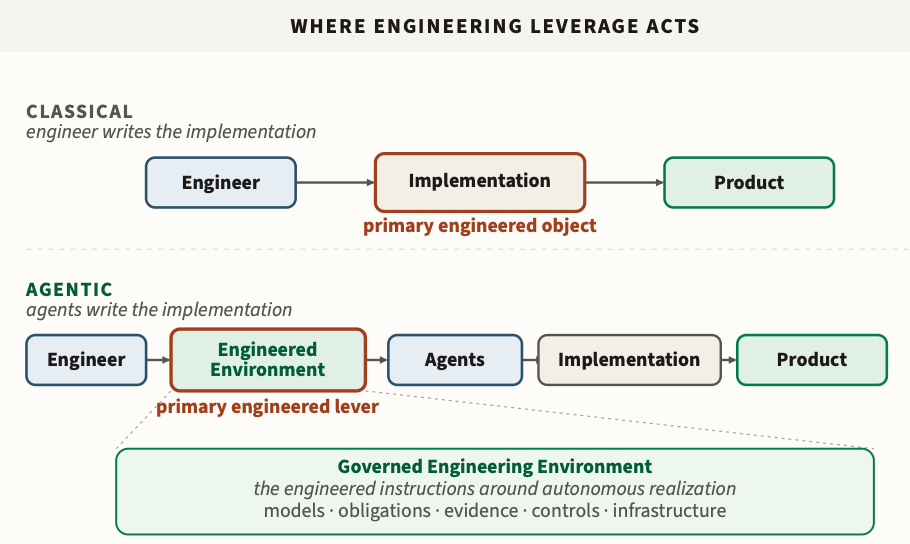 WHERE ENGINEERING LEVERAGE ACTS
CLASSICAL
engineer writes the implementation
Engineer
Implementation
Product
primary engineered object
AGENTIC
agents write the implementation
Engineer
Engineered
Environment
Agents
Implementation
Product
primary engineered lever
Governed Engineering Environment
the engineered instructions around autonomous realization
models · obligations · evidence · controls · infrastructure